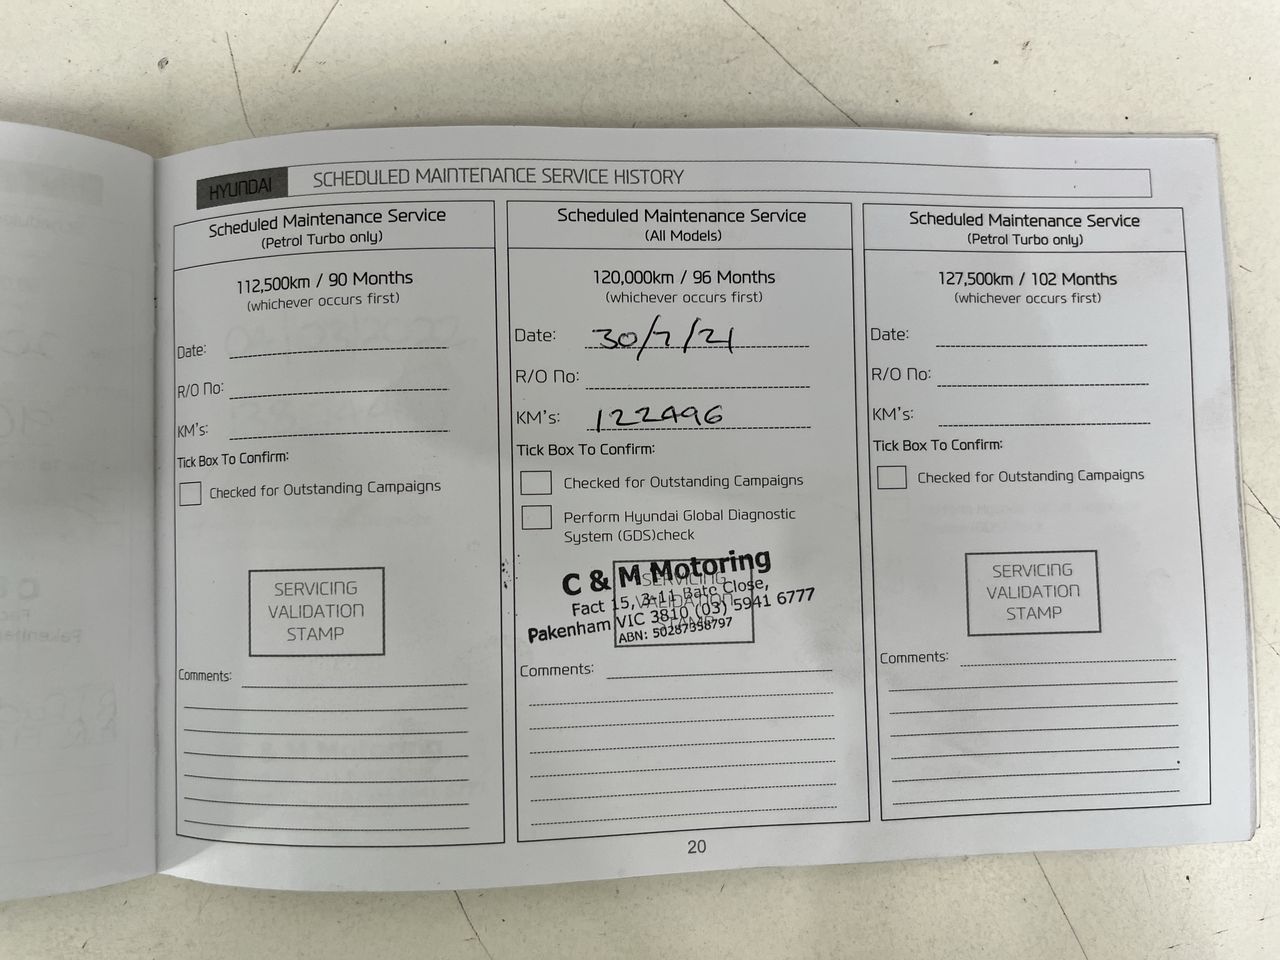 HYUNDAI SCHEDULED MAINTENANCE SERVICE HISTORY
Scheduled Maintenance Service
(Petrol Turbo only)
112,500km / 90 Months
(whichever occurs first)
Date:
R/O No:
KM's:
Tick Box To Confirm:
Checked for Outstanding Campaigns
SERVICING
VALIDATION
STAMP
Comments:
Scheduled Maintenance Service
(All Models)
120,000km / 96 Months
(whichever occurs first)
Date: 30/7/21
R/O No:
KM's: 122496
Tick Box To Confirm:
Checked for Outstanding Campaigns
Perform Hyundai Global Diagnostic
System (GDS)check
SERVICING
VALIDATION
STAMP
C & M Motoring
Fact 15, 3-11 Bate Close,
Pakenham VIC 3810 (03) 5941 6777
ABN: 50287358797
Comments:
Scheduled Maintenance Service
(Petrol Turbo only)
127,500km / 102 Months
(whichever occurs first)
Date:
R/O No:
KM's:
Tick Box To Confirm:
Checked for Outstanding Campaigns
SERVICING
VALIDATION
STAMP
Comments:
20